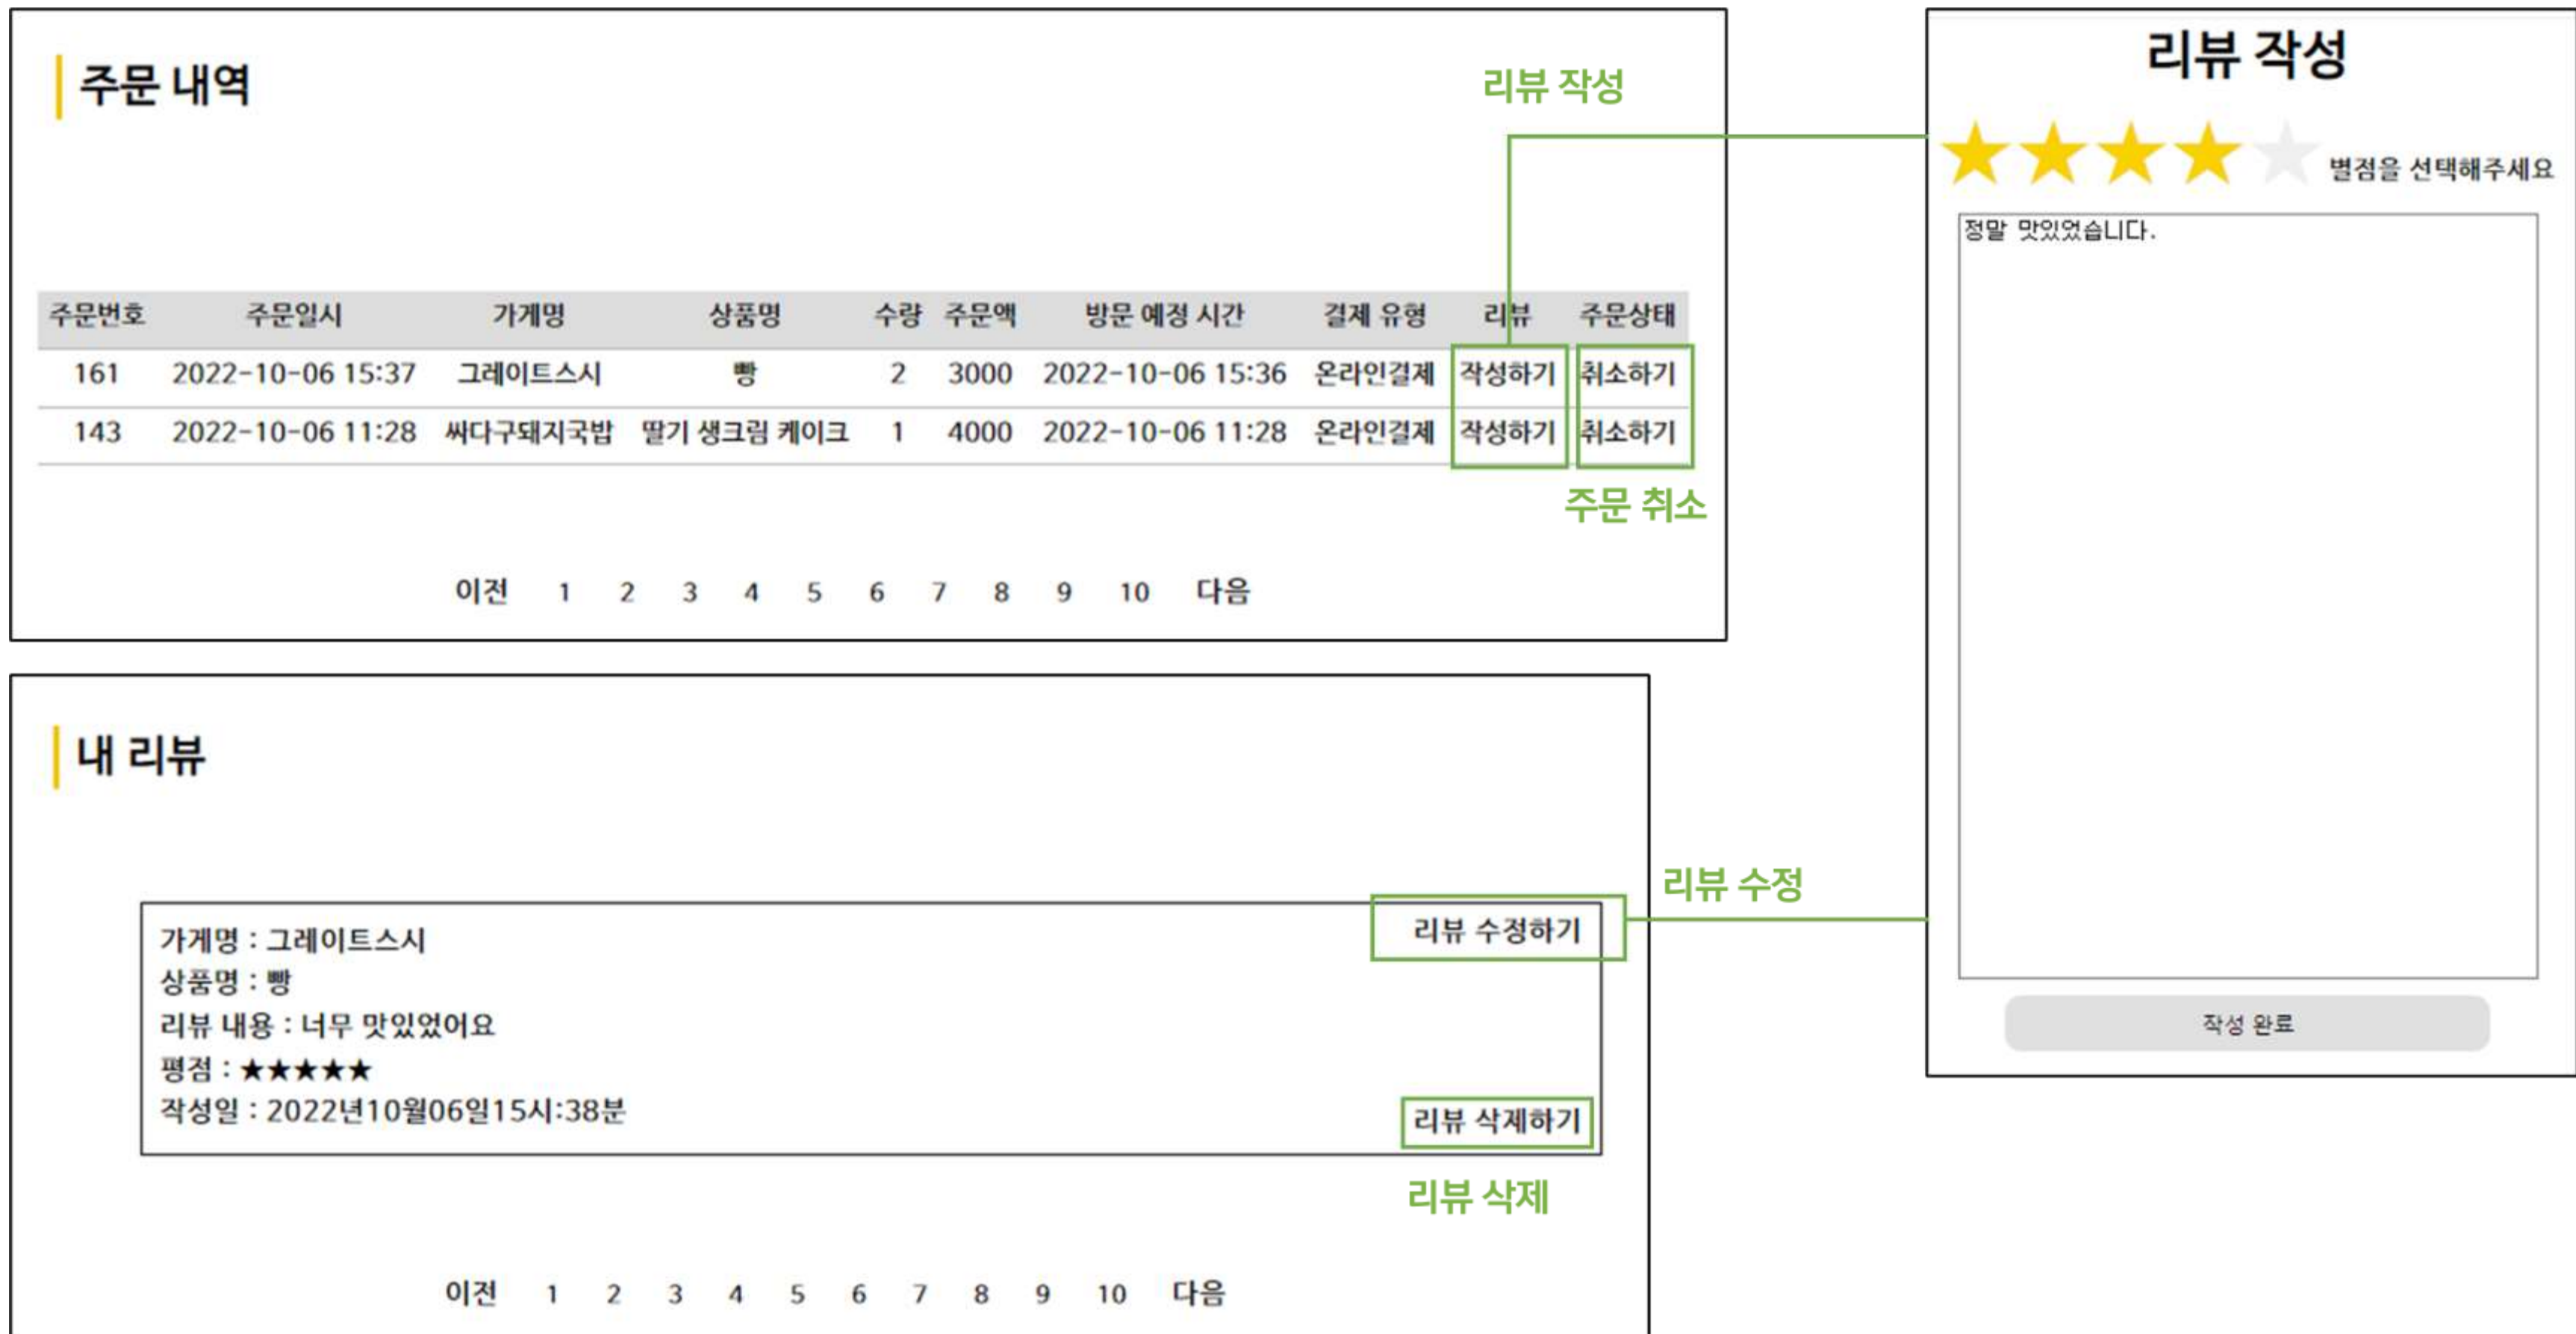 주문 내역
리뷰 작성
주문번호 주문일시 가게명 상품명 수량 주문액 방문 예정 시간 결제 유형 리뷰 주문상태
161 2022-10-06 15:37 그레이트스시 빵 2 3000 2022-10-06 15:36 온라인결제 작성하기 취소하기
143 2022-10-06 11:28 싸다구돼지국밥 딸기 생크림 케이크 1 4000 2022-10-06 11:28 온라인결제 작성하기 취소하기
주문 취소
이전 1 2 3 4 5 6 7 8 9 10 다음
리뷰 작성
별점을 선택해주세요
정말 맛있었습니다.
작성 완료
내 리뷰
리뷰 수정
리뷰 수정하기
가게명 : 그레이트스시
상품명 : 빵
리뷰 내용 : 너무 맛있었어요
평점 : ★★★★★
작성일 : 2022년10월06일15시:38분
리뷰 삭제하기
리뷰 삭제
이전 1 2 3 4 5 6 7 8 9 10 다음